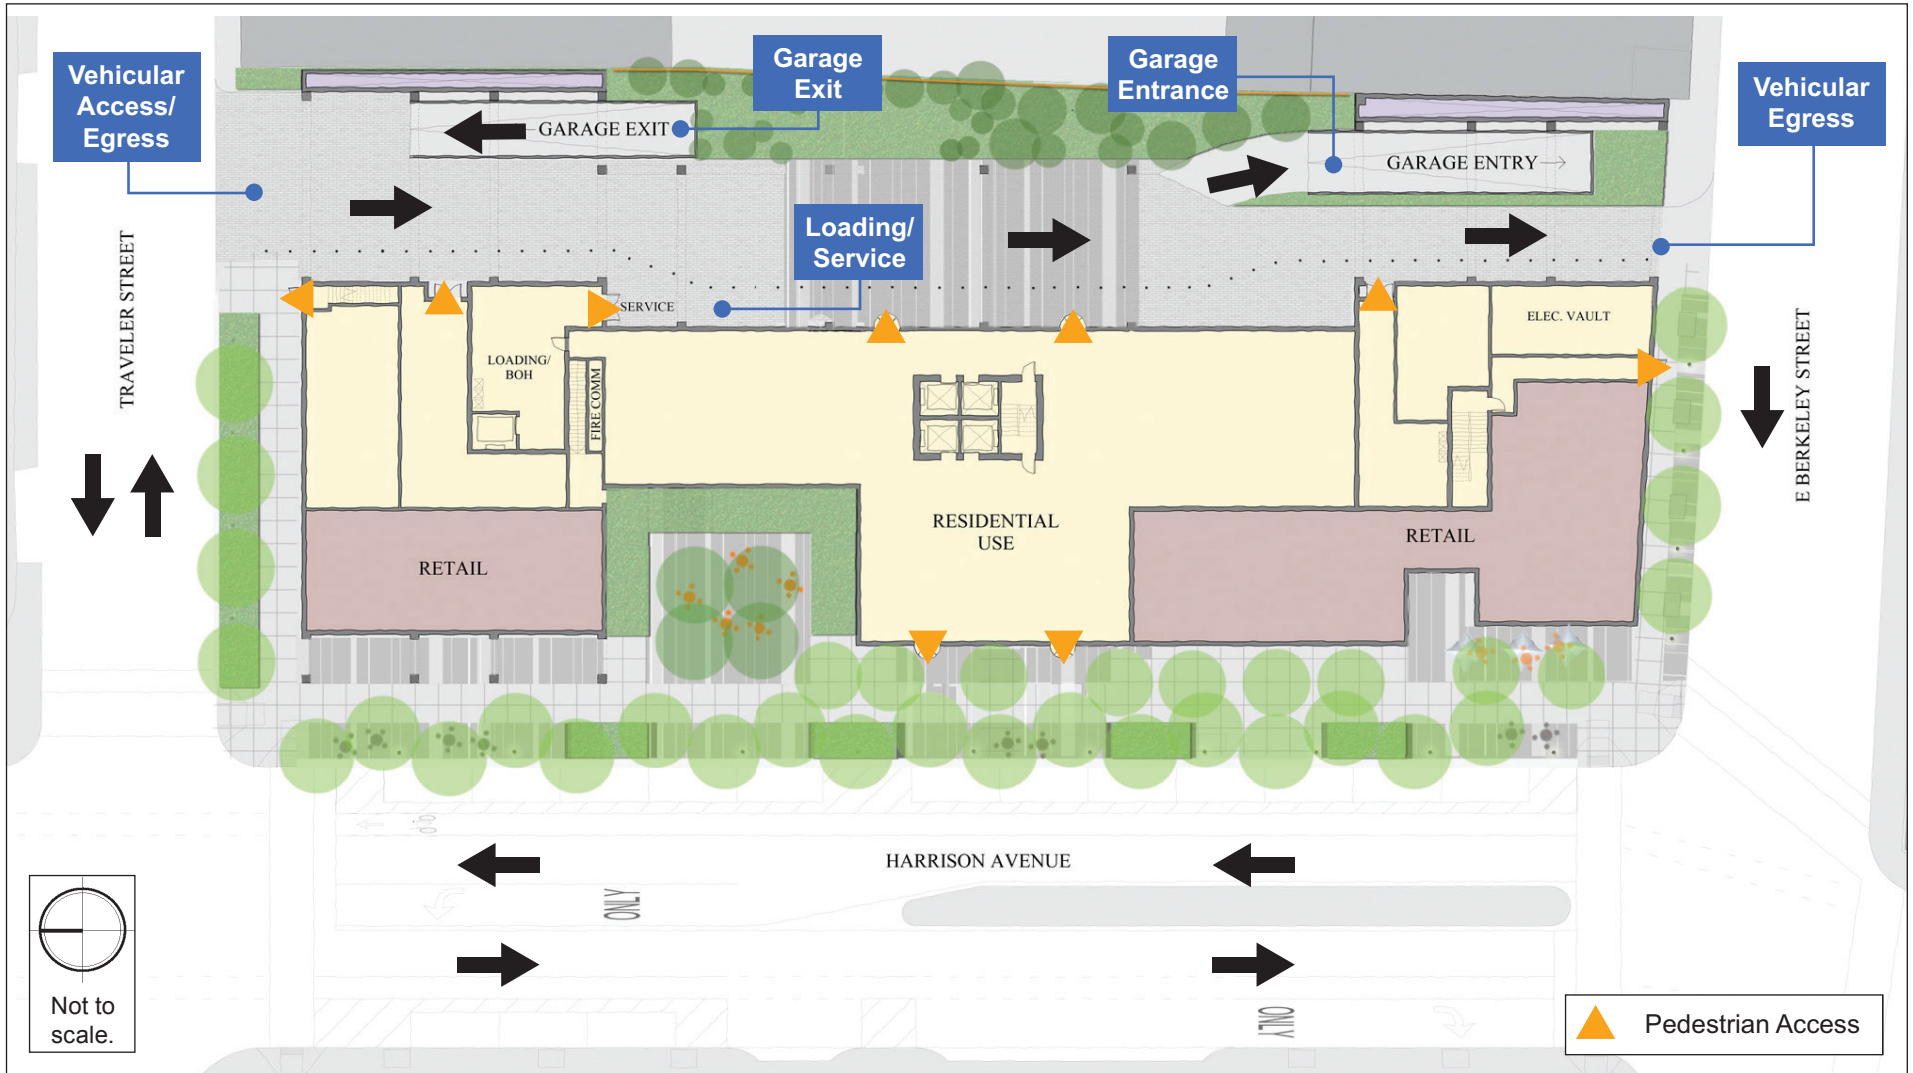 Vehicular
Access/
Egress
Garage
Exit
Garage
Entrance
Vehicular
Egress
GARAGE EXIT
GARAGE ENTRY
Loading/
Service
TRAVELER STREET
SERVICE
ELEC. VAULT
LOADING/
BOH
FIRE COMM
E BERKELEY STREET
RESIDENTIAL
USE
RETAIL
RETAIL
HARRISON AVENUE
ONLY
ONLY
Not to
scale.
Pedestrian Access